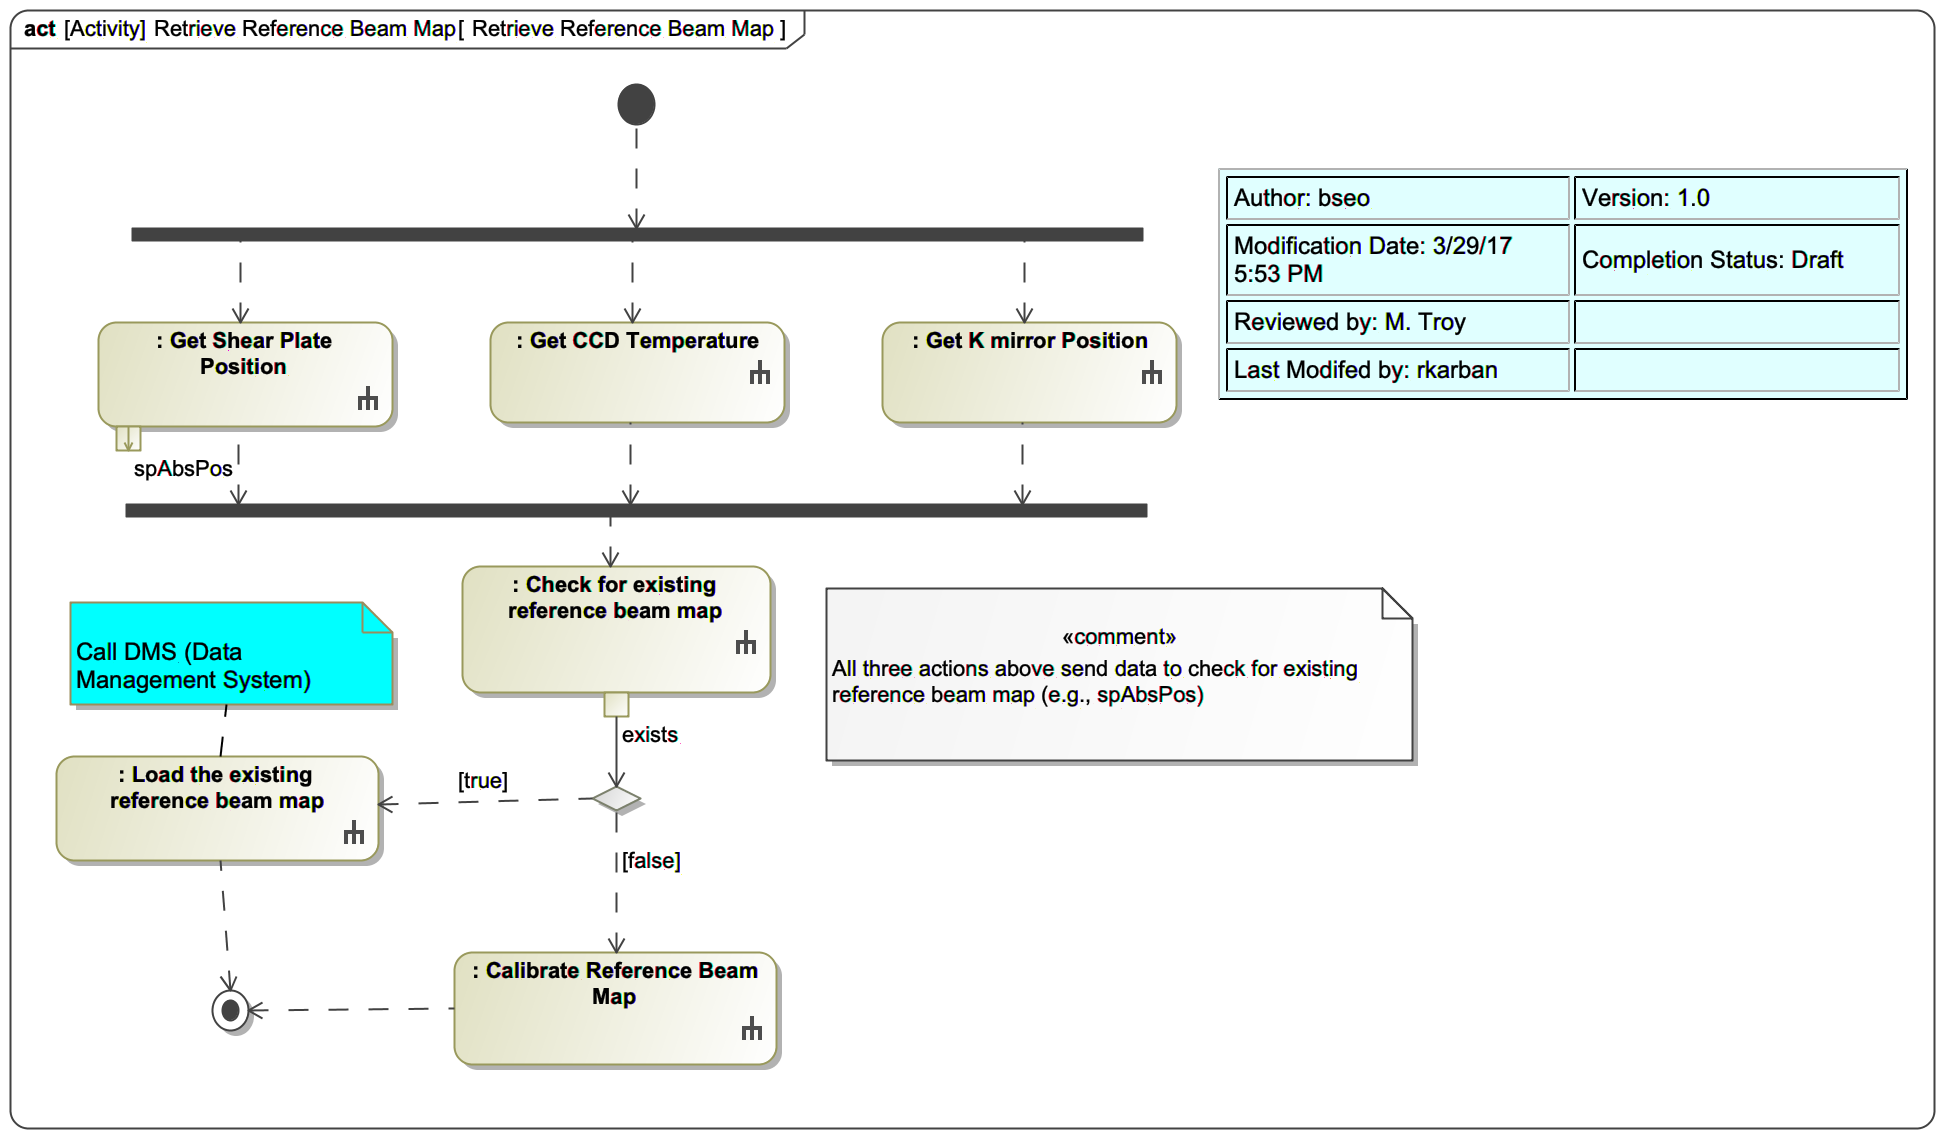 act [Activity] Retrieve Reference Beam Map[ Retrieve Reference Beam Map ]
Author: bseo
Version: 1.0
Modification Date: 3/29/17
5:53 PM
Completion Status: Draft
Reviewed by: M. Troy
Last Modifed by: rkarban
: Get Shear Plate
Position
: Get CCD Temperature
: Get K mirror Position
spAbsPos
: Check for existing
reference beam map
«comment»
All three actions above send data to check for existing
reference beam map (e.g., spAbsPos)
Call DMS (Data
Management System)
exists
: Load the existing
reference beam map
[true]
[false]
: Calibrate Reference Beam
Map